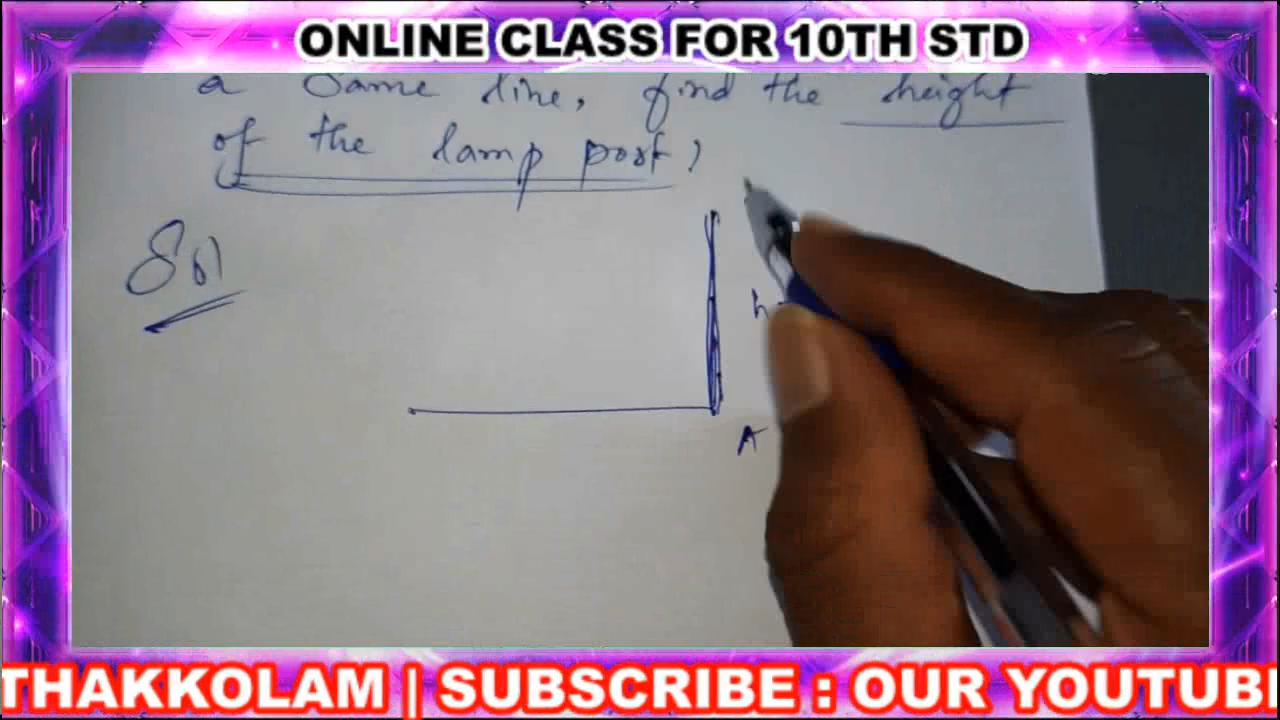 ONLINE CLASS FOR 10TH STD
a same line, find the height
of the lamp post,
Sol
h
A
THAKKOLAM | SUBSCRIBE : OUR YOUTUBE